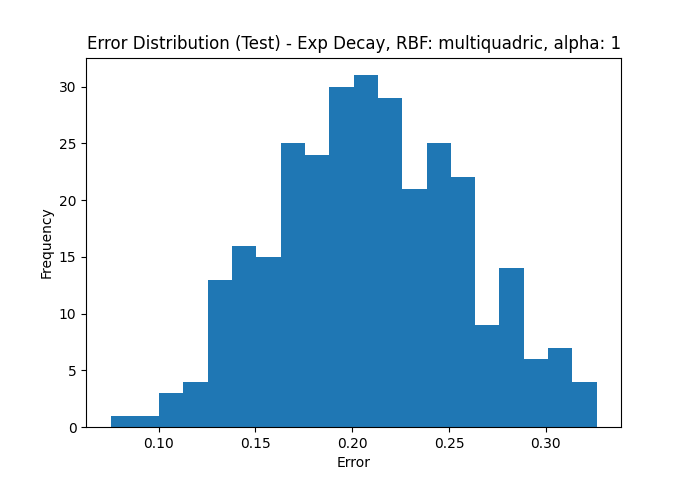 Error Distribution (Test) - Exp Decay, RBF: multiquadric, alpha: 1
Frequency
30
25
20
15
10
5
0
0.10 0.15 0.20 0.25 0.30
Error